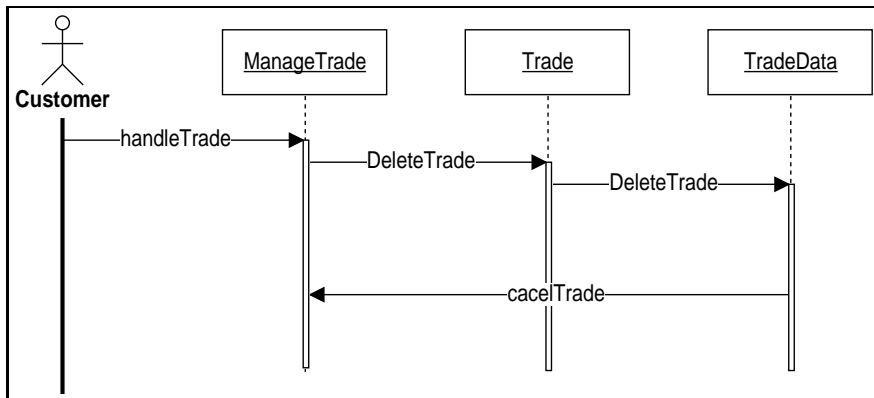 ManageTrade
Trade
TradeData
Customer
handleTrade
DeleteTrade
DeleteTrade
cacelTrade